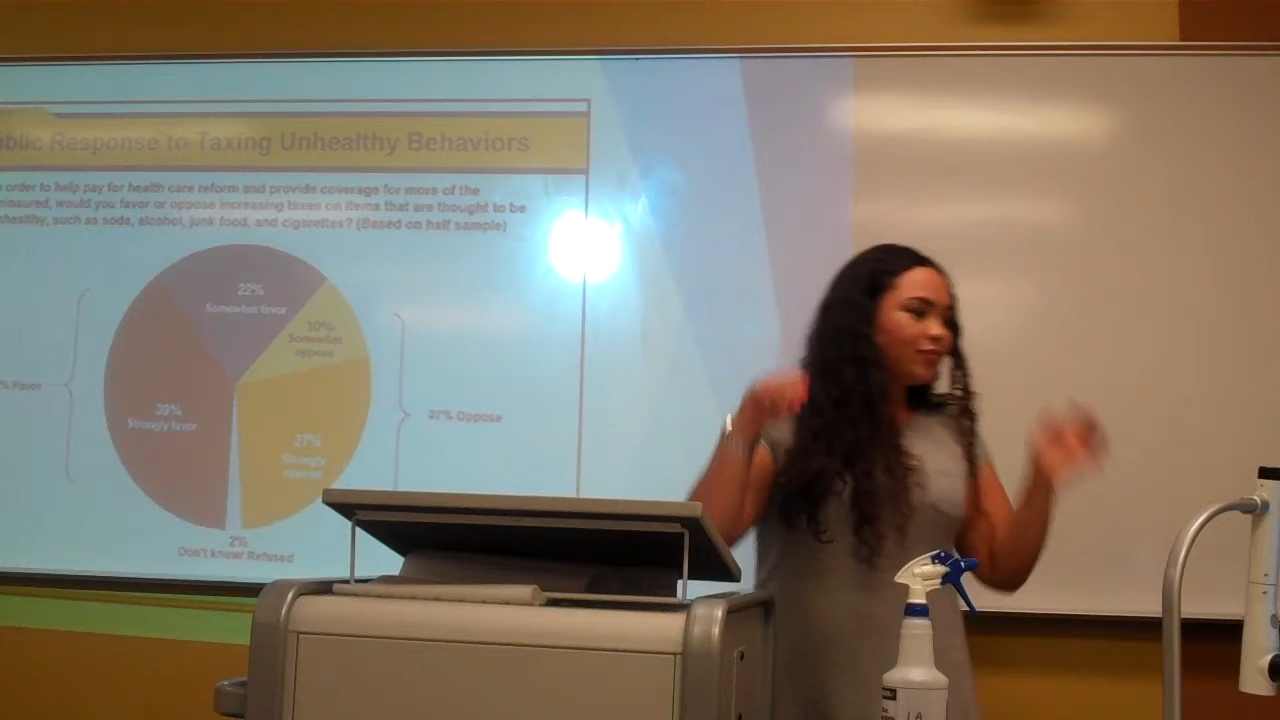 ublic Response to Taxing Unhealthy Behaviors
order to help pay for health care reform and provide coverage for more of the
ninsured, would you favor or oppose increasing taxes on items that are thought to be
nhealthy, such as soda, alcohol, junk food, and cigarettes? (Based on half sample)
22%
Somewhat favor
10%
Somewhat
oppose
% Favor
39%
Strongly favor
37% Oppose
27%
Strongly
oppose
2%
Don't know/ Refused